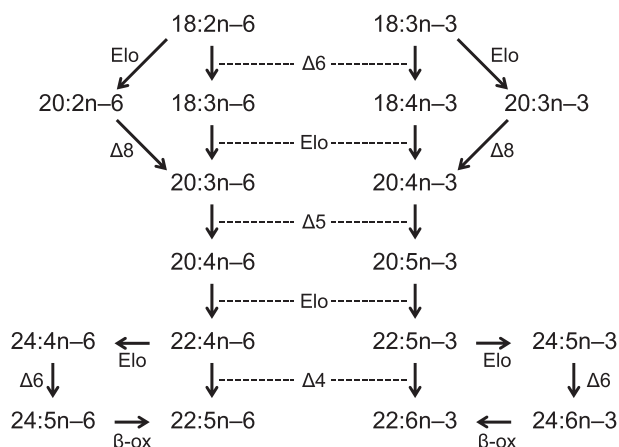 18:2n–6 18:3n–3
Elo Δ6 Elo
20:2n–6 18:3n–6 18:4n–3 20:3n–3
Δ8 Elo Δ8
20:3n–6 20:4n–3
Δ5
20:4n–6 20:5n–3
Elo
24:4n–6 22:4n–6 22:5n–3 24:5n–3
Elo Elo
Δ6 Δ4 Δ6
24:5n–6 22:5n–6 22:6n–3 24:6n–3
β-ox β-ox